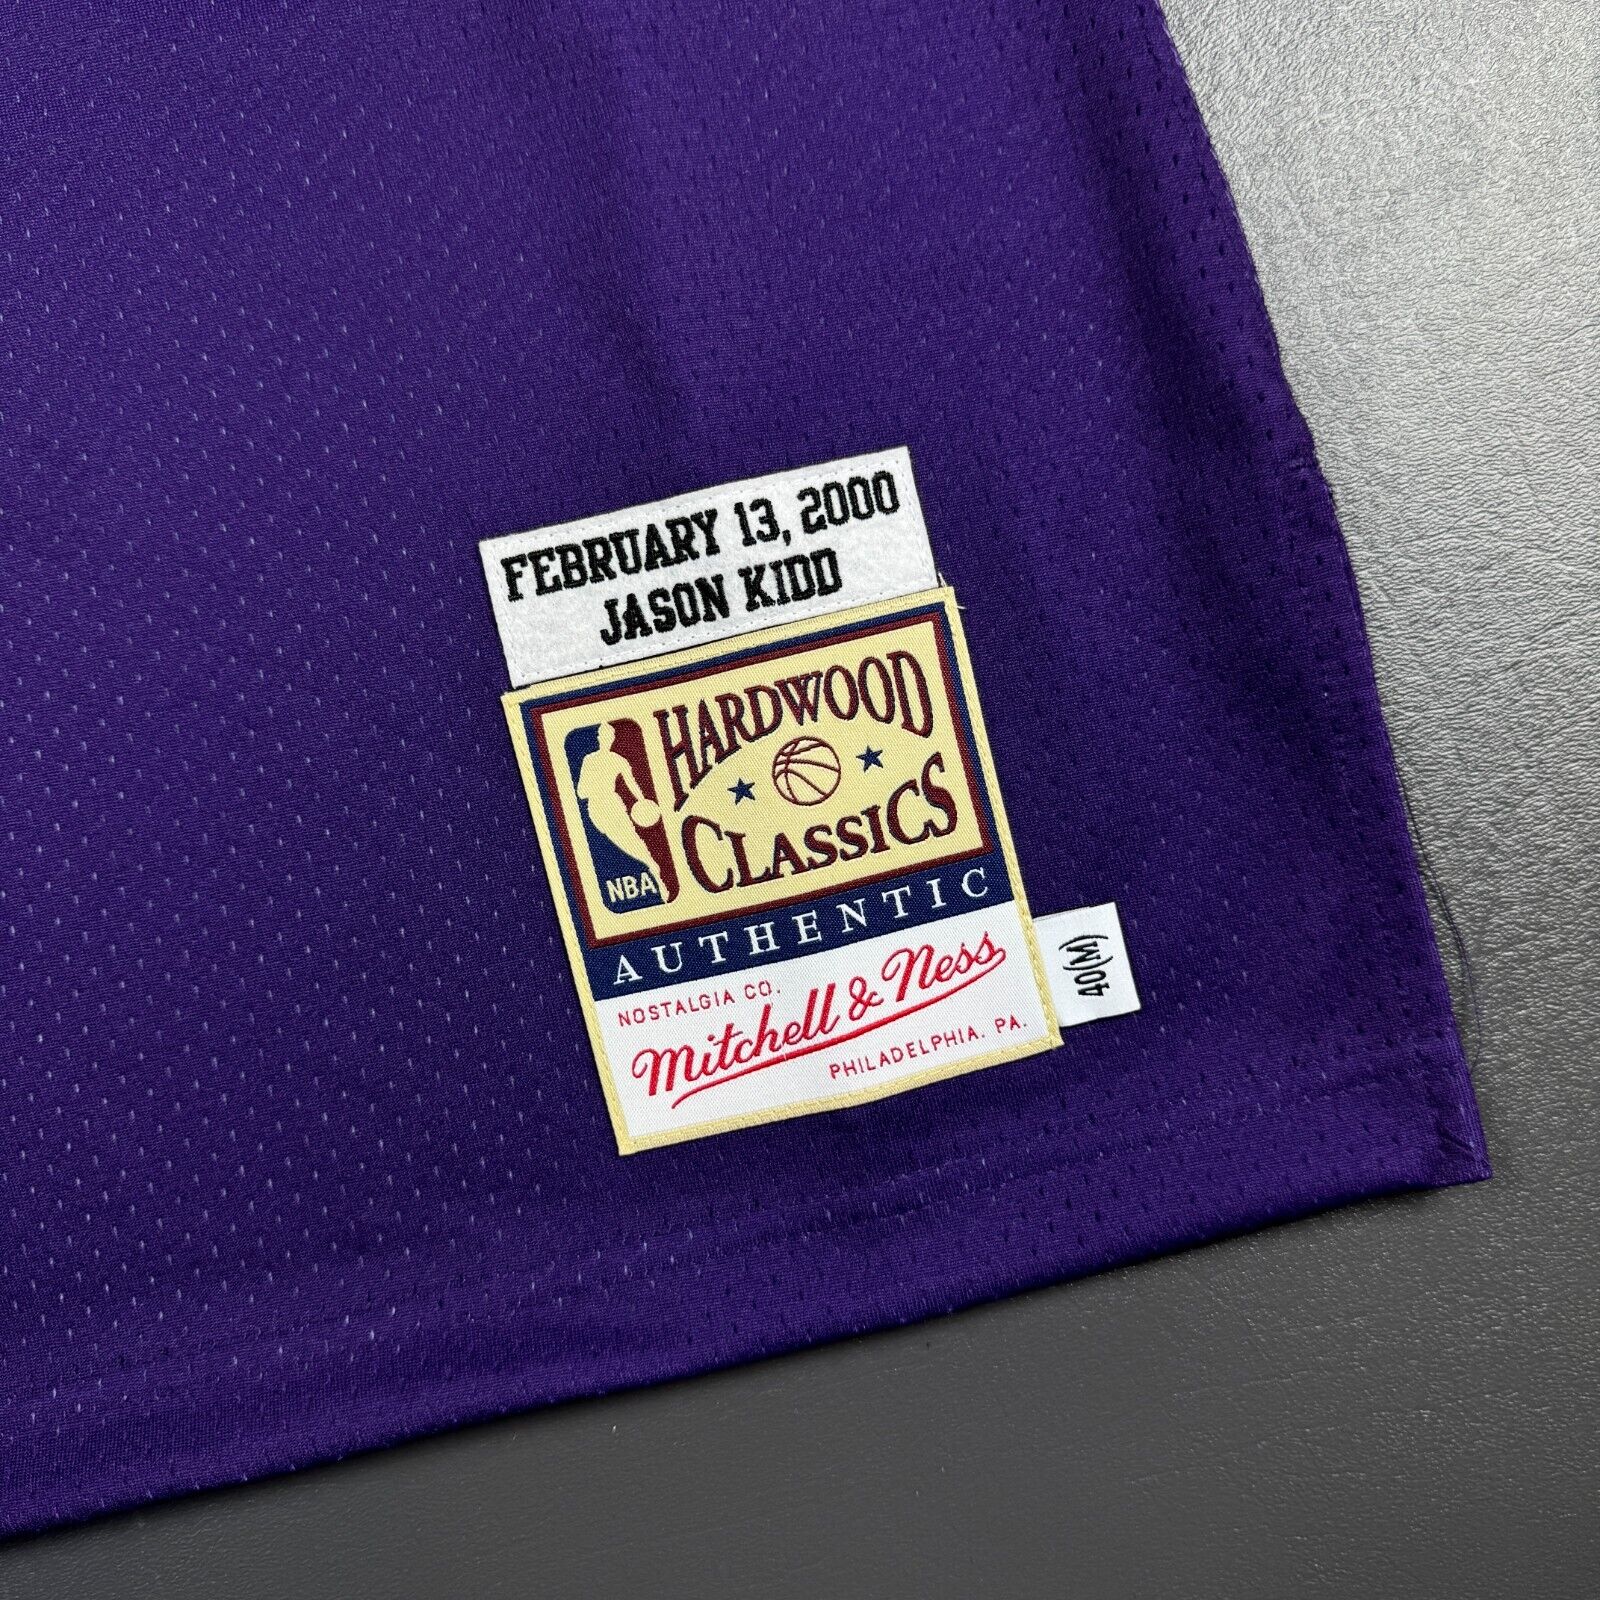 FEBRUARY 13, 2000
JASON KIDD
HARDWOOD
CLASSICS
NBA
AUTHENTIC
NOSTALGIA CO.
Mitchell & Ness
PHILADELPHIA. PA.
40(M)